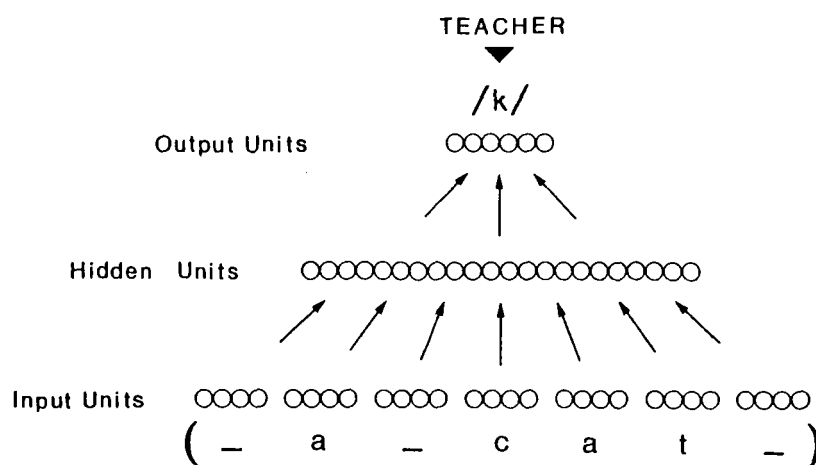 TEACHER
/k/
Output Units
Hidden Units
Input Units
( _ a _ c a t _ )